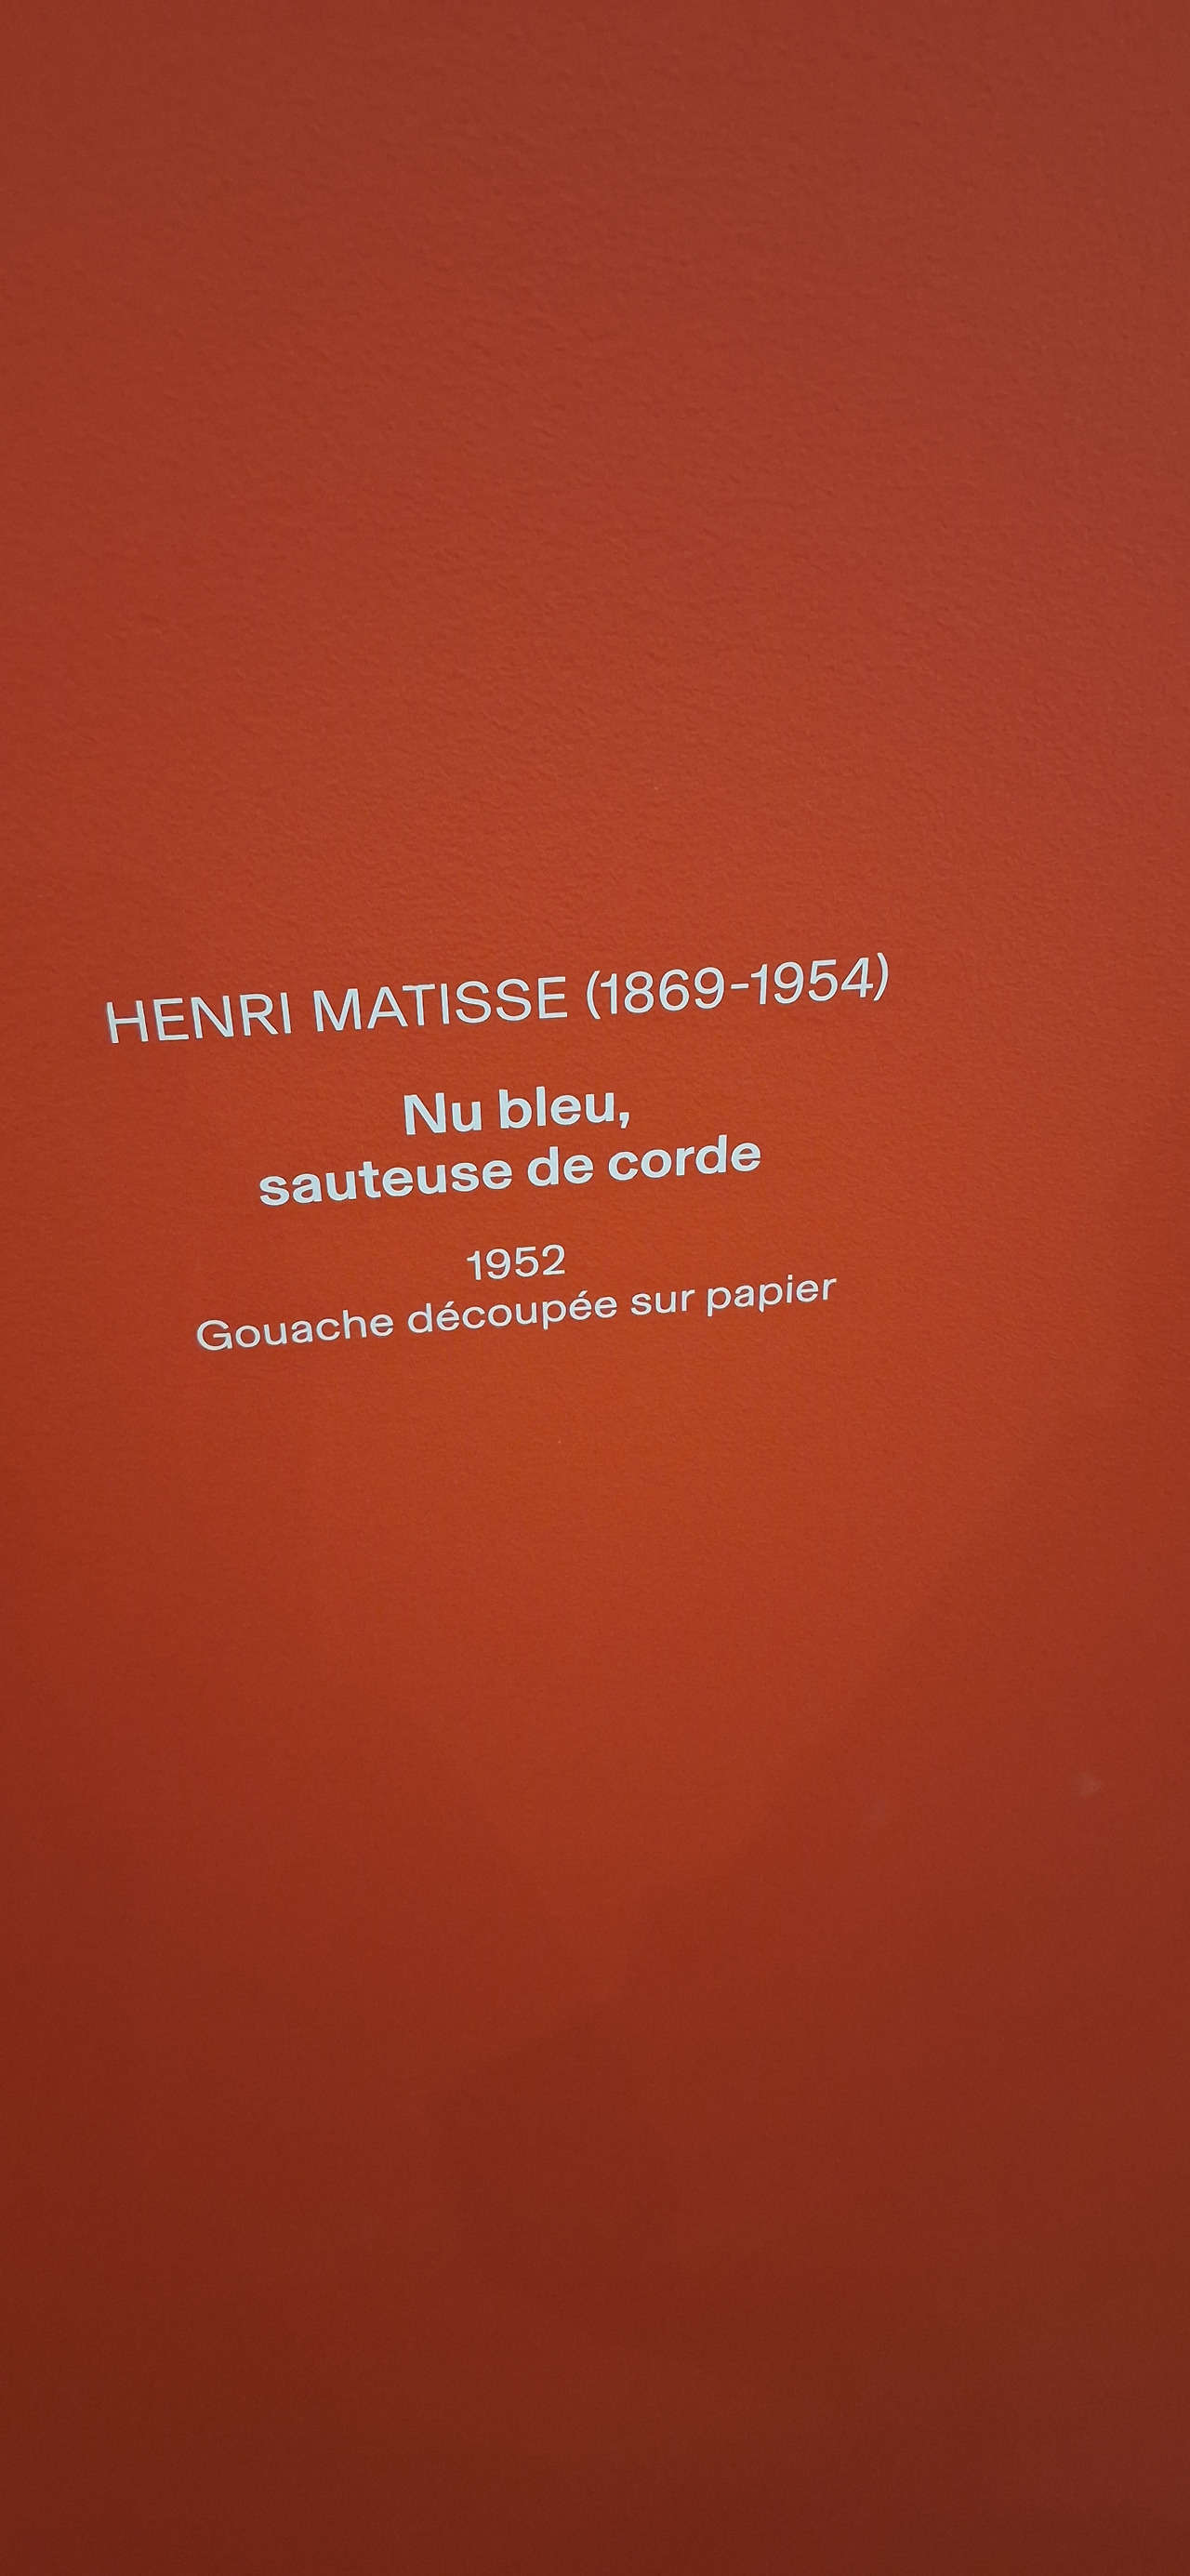 HENRI MATISSE (1869-1954)
Nu bleu,
sauteuse de corde
1952
Gouache découpée sur papier